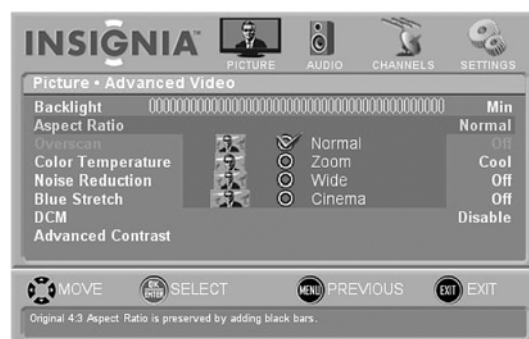 INSIGNIA
PICTURE AUDIO CHANNELS SETTINGS
Picture • Advanced Video
Backlight Min
Aspect Ratio Normal
Overscan Normal Off
Color Temperature Zoom Cool
Noise Reduction Wide Off
Blue Stretch Cinema Off
DCM Disable
Advanced Contrast
MOVE OK ENTER SELECT MENU PREVIOUS EXIT EXIT
Original 4:3 Aspect Ratio is preserved by adding black bars.